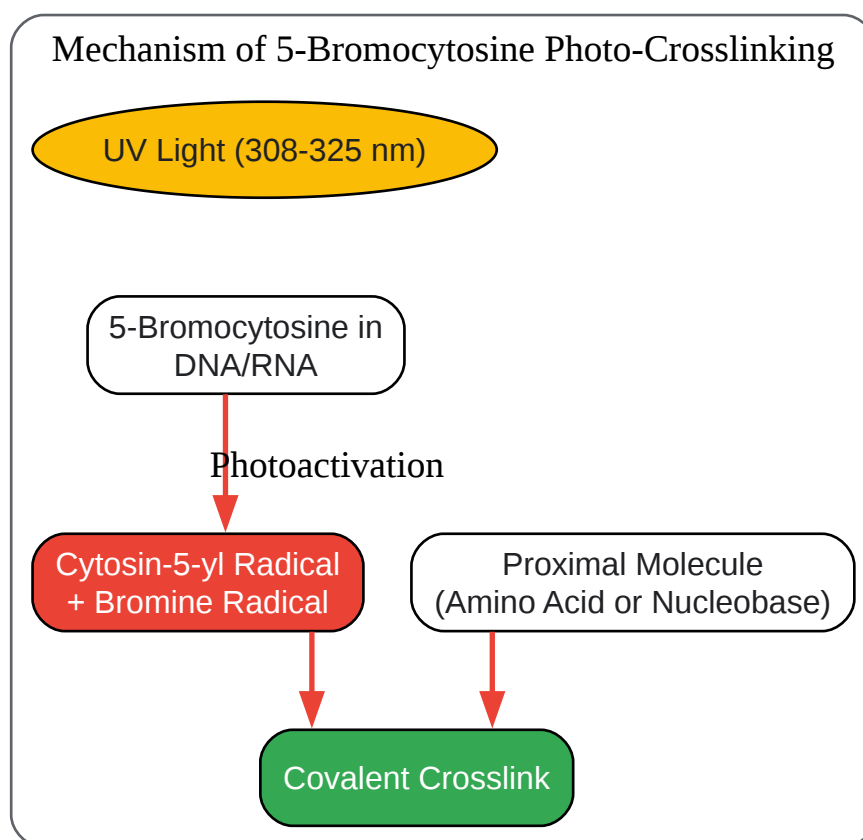 Mechanism of 5-Bromocytosine Photo-Crosslinking
UV Light (308-325 nm)
5-Bromocytosine in
DNA/RNA
Photoactivation
Cytosin-5-yl Radical
+ Bromine Radical
Proximal Molecule
(Amino Acid or Nucleobase)
Covalent Crosslink